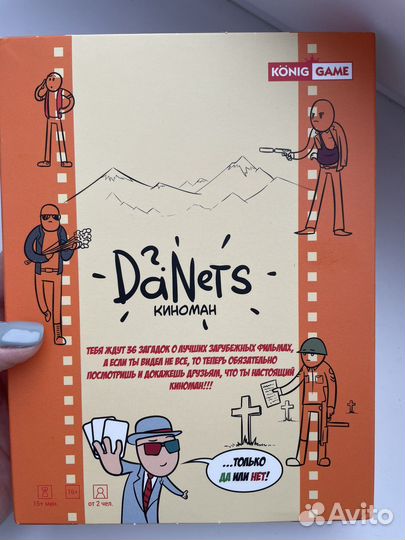 KÖNIG GAME
DaNетs
КИНОМАН
ТЕБЯ ЖДУТ 36 ЗАГАДОК О ЛУЧШИХ ЗАРУБЕЖНЫХ ФИЛЬМАХ,
А ЕСЛИ ТЫ ВИДЕЛ НЕ ВСЕ, ТО ТЕПЕРЬ ОБЯЗАТЕЛЬНО
ПОСМОТРИШЬ И ДОКАЖЕШЬ ДРУЗЬЯМ, ЧТО ТЫ НАСТОЯЩИЙ
КИНОМАН!!!
...ТОЛЬКО
ДА ИЛИ НЕТ!
15+ мин.
16+
от 2 чел.
Avito